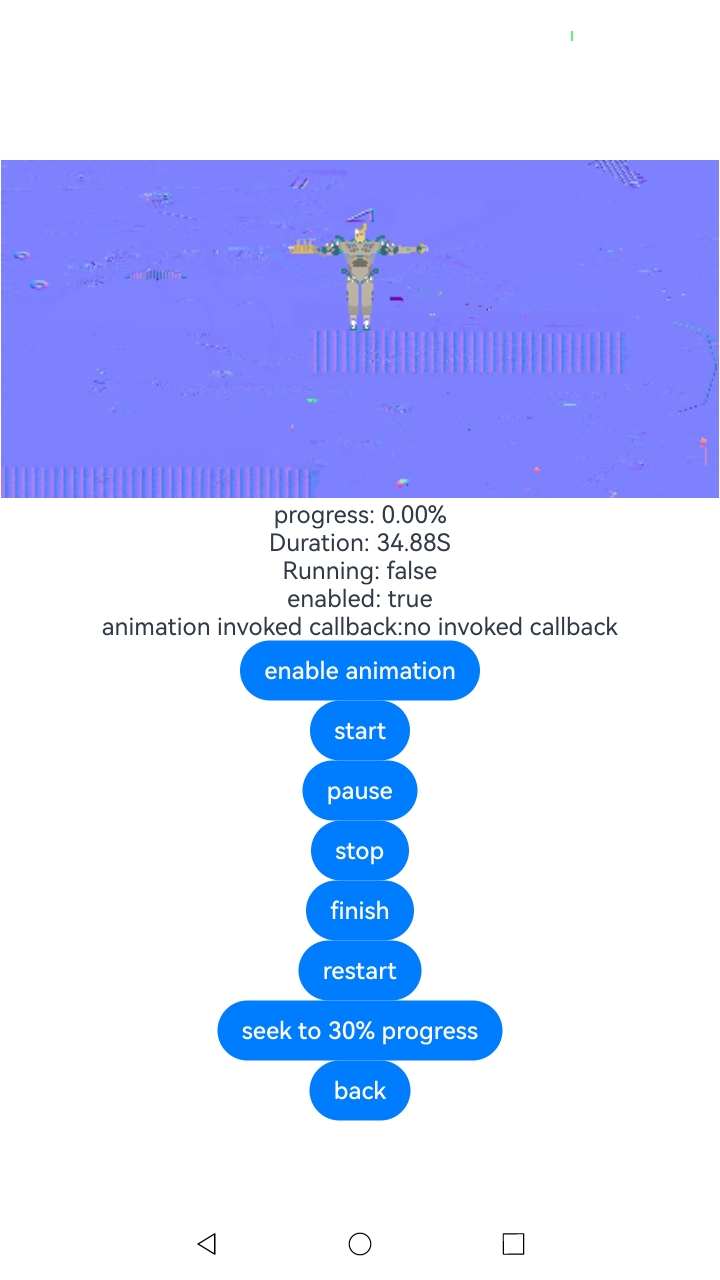 progress: 0.00%
Duration: 34.88S
Running: false
enabled: true
animation invoked callback:no invoked callback
enable animation
start
pause
stop
finish
restart
seek to 30% progress
back